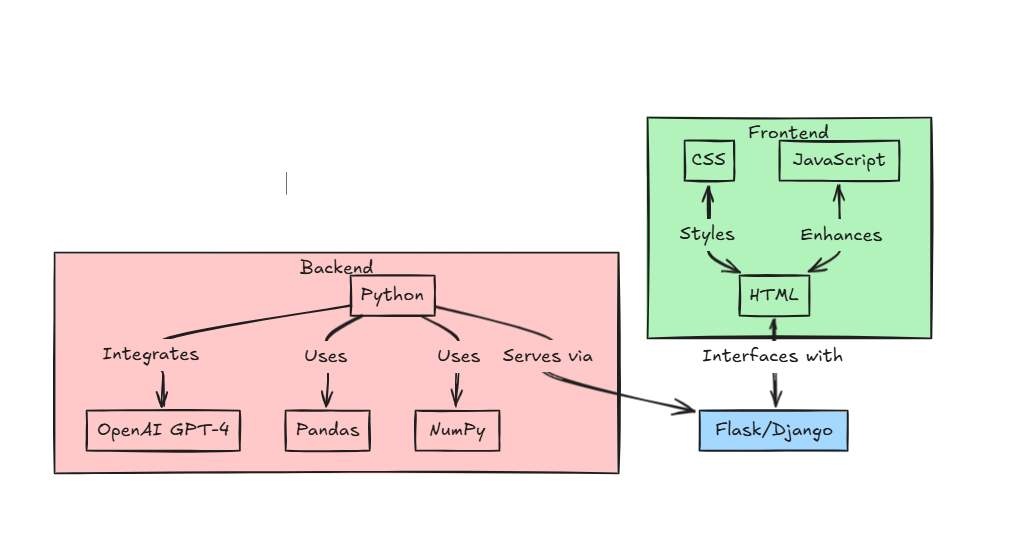 Frontend
CSS
JavaScript
Styles
Enhances
HTML
Backend
Python
Integrates
Uses
Uses
Serves via
Interfaces with
OpenAI GPT-4
Pandas
NumPy
Flask/Django